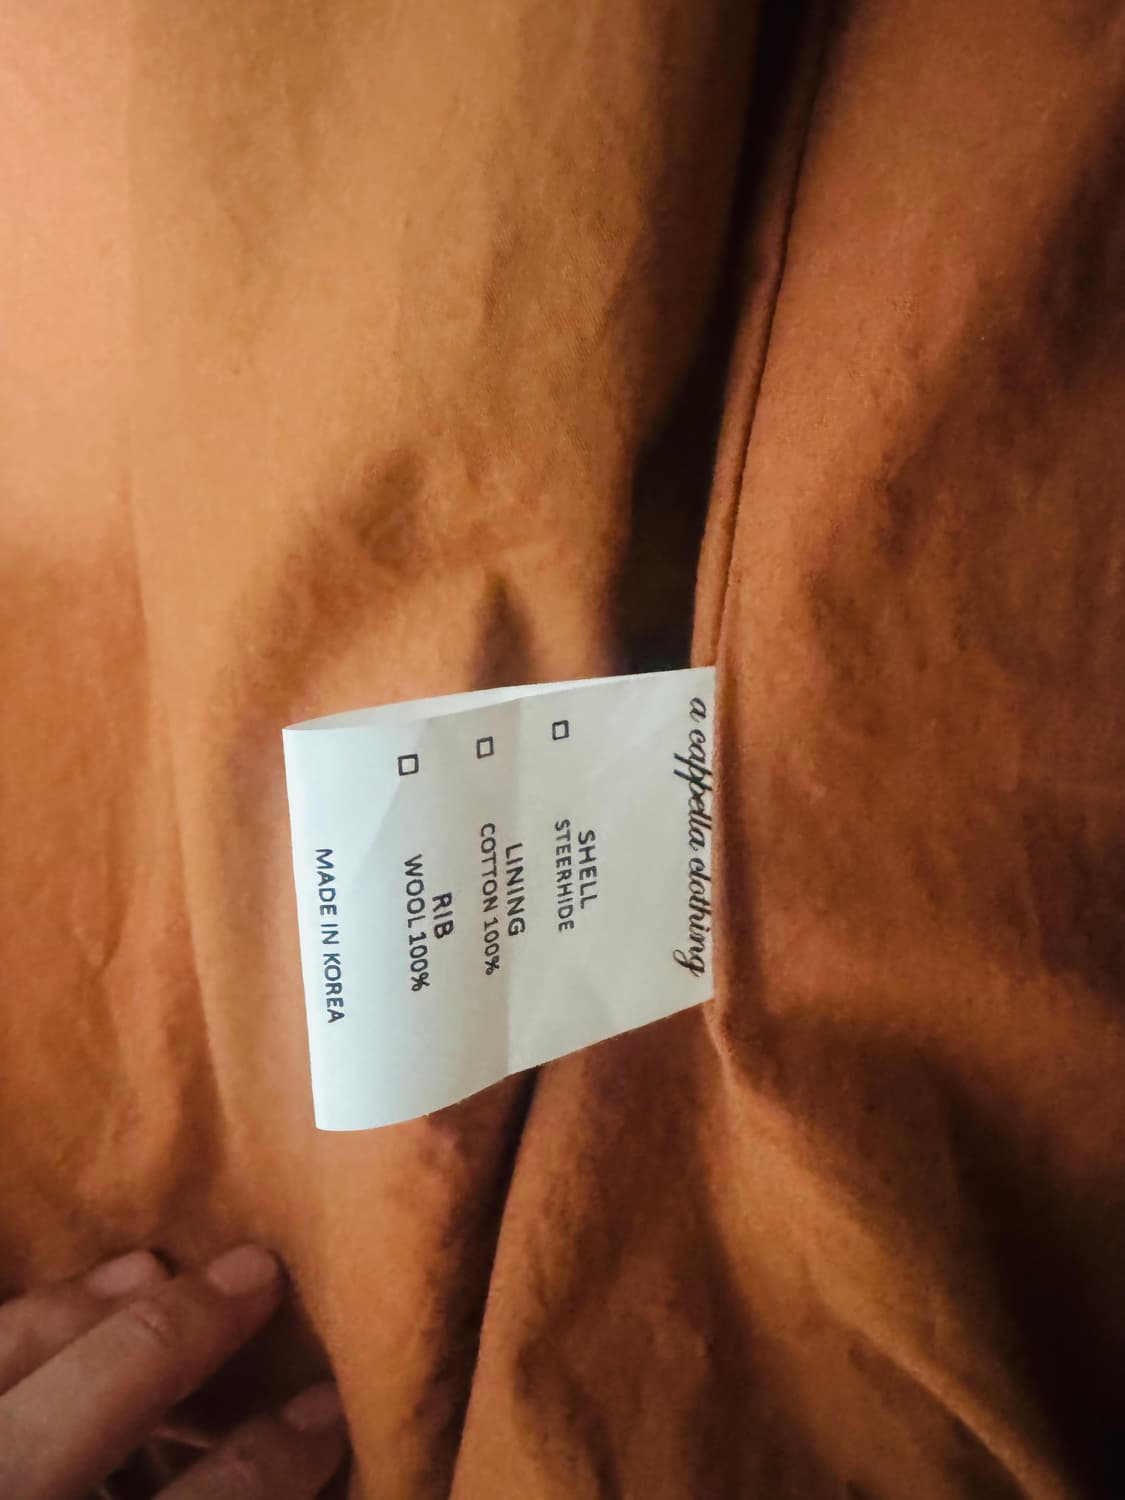 a cappella clothing
□ SHELL
STEERHIDE
□ LINING
COTTON 100%
□ RIB
WOOL 100%
MADE IN KOREA